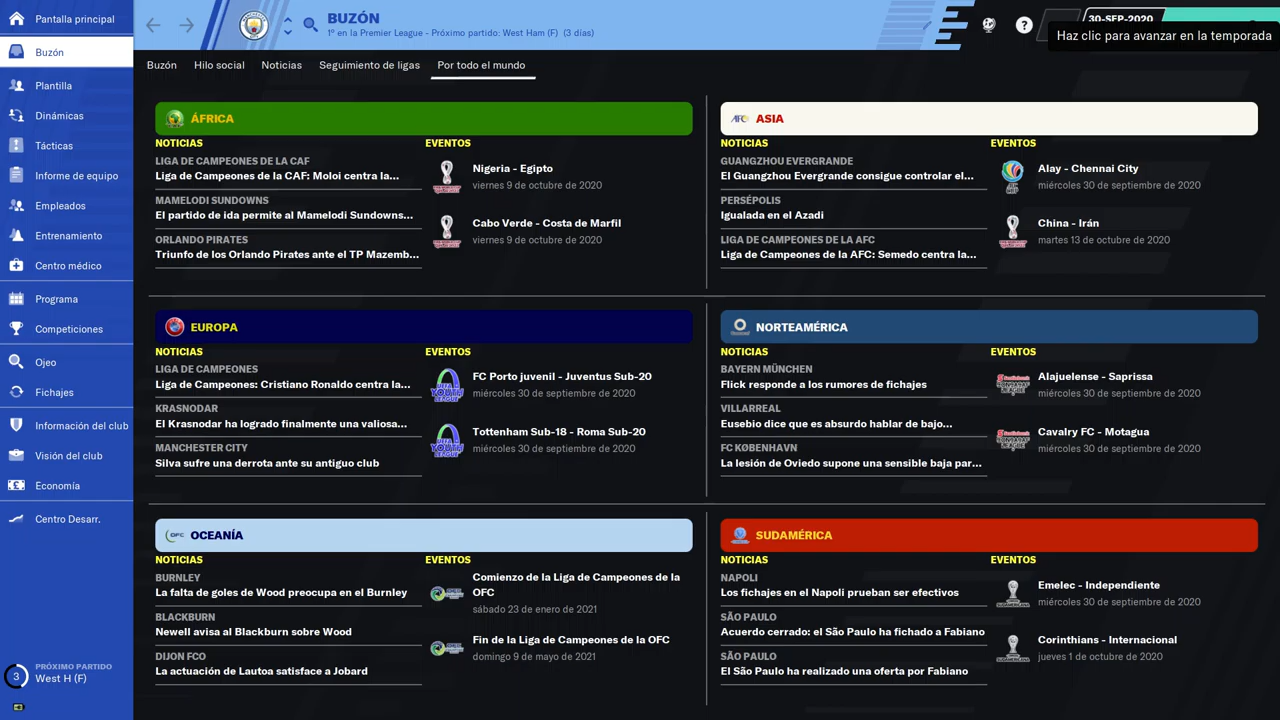 Pantalla principal
Buzón
Plantilla
Dinámicas
Tácticas
Informe de equipo
Empleados
Entrenamiento
Centro médico
Programa
Competiciones
Ojeo
Fichajes
Información del club
Visión del club
Economía
Centro Desarr.
3
PRÓXIMO PARTIDO
West H (F)
BUZÓN
1º en la Premier League - Próximo partido: West Ham (F) (3 días)
?
30-SEP-2020
Haz clic para avanzar en la temporada
Buzón
Hilo social
Noticias
Seguimiento de ligas
Por todo el mundo
ÁFRICA
NOTICIAS
LIGA DE CAMPEONES DE LA CAF
Liga de Campeones de la CAF: Moloi centra la...
MAMELODI SUNDOWNS
El partido de ida permite al Mamelodi Sundowns...
ORLANDO PIRATES
Triunfo de los Orlando Pirates ante el TP Mazemb...
EVENTOS
Nigeria - Egipto
viernes 9 de octubre de 2020
Cabo Verde - Costa de Marfil
viernes 9 de octubre de 2020
AFC
ASIA
NOTICIAS
GUANGZHOU EVERGRANDE
El Guangzhou Evergrande consigue controlar el...
PERSÉPOLIS
Igualada en el Azadi
LIGA DE CAMPEONES DE LA AFC
Liga de Campeones de la AFC: Semedo centra la...
EVENTOS
Alay - Chennai City
miércoles 30 de septiembre de 2020
China - Irán
martes 13 de octubre de 2020
EUROPA
NOTICIAS
LIGA DE CAMPEONES
Liga de Campeones: Cristiano Ronaldo centra la...
KRASNODAR
El Krasnodar ha logrado finalmente una valiosa...
MANCHESTER CITY
Silva sufre una derrota ante su antiguo club
EVENTOS
FC Porto juvenil - Juventus Sub-20
miércoles 30 de septiembre de 2020
Tottenham Sub-18 - Roma Sub-20
miércoles 30 de septiembre de 2020
NORTEAMÉRICA
NOTICIAS
BAYERN MÜNCHEN
Flick responde a los rumores de fichajes
VILLARREAL
Eusebio dice que es absurdo hablar de bajo...
FC KØBENHAVN
La lesión de Oviedo supone una sensible baja par...
EVENTOS
Alajuelense - Saprissa
miércoles 30 de septiembre de 2020
Cavalry FC - Motagua
miércoles 30 de septiembre de 2020
OFC
OCEANÍA
NOTICIAS
BURNLEY
La falta de goles de Wood preocupa en el Burnley
BLACKBURN
Newell avisa al Blackburn sobre Wood
DIJON FCO
La actuación de Lautoa satisface a Jobard
EVENTOS
Comienzo de la Liga de Campeones de la
OFC
sábado 23 de enero de 2021
Fin de la Liga de Campeones de la OFC
domingo 9 de mayo de 2021
SUDAMÉRICA
NOTICIAS
NAPOLI
Los fichajes en el Napoli prueban ser efectivos
SÃO PAULO
Acuerdo cerrado: el São Paulo ha fichado a Fabiano
SÃO PAULO
El São Paulo ha realizado una oferta por Fabiano
EVENTOS
Emelec - Independiente
miércoles 30 de septiembre de 2020
Corinthians - Internacional
jueves 1 de octubre de 2020